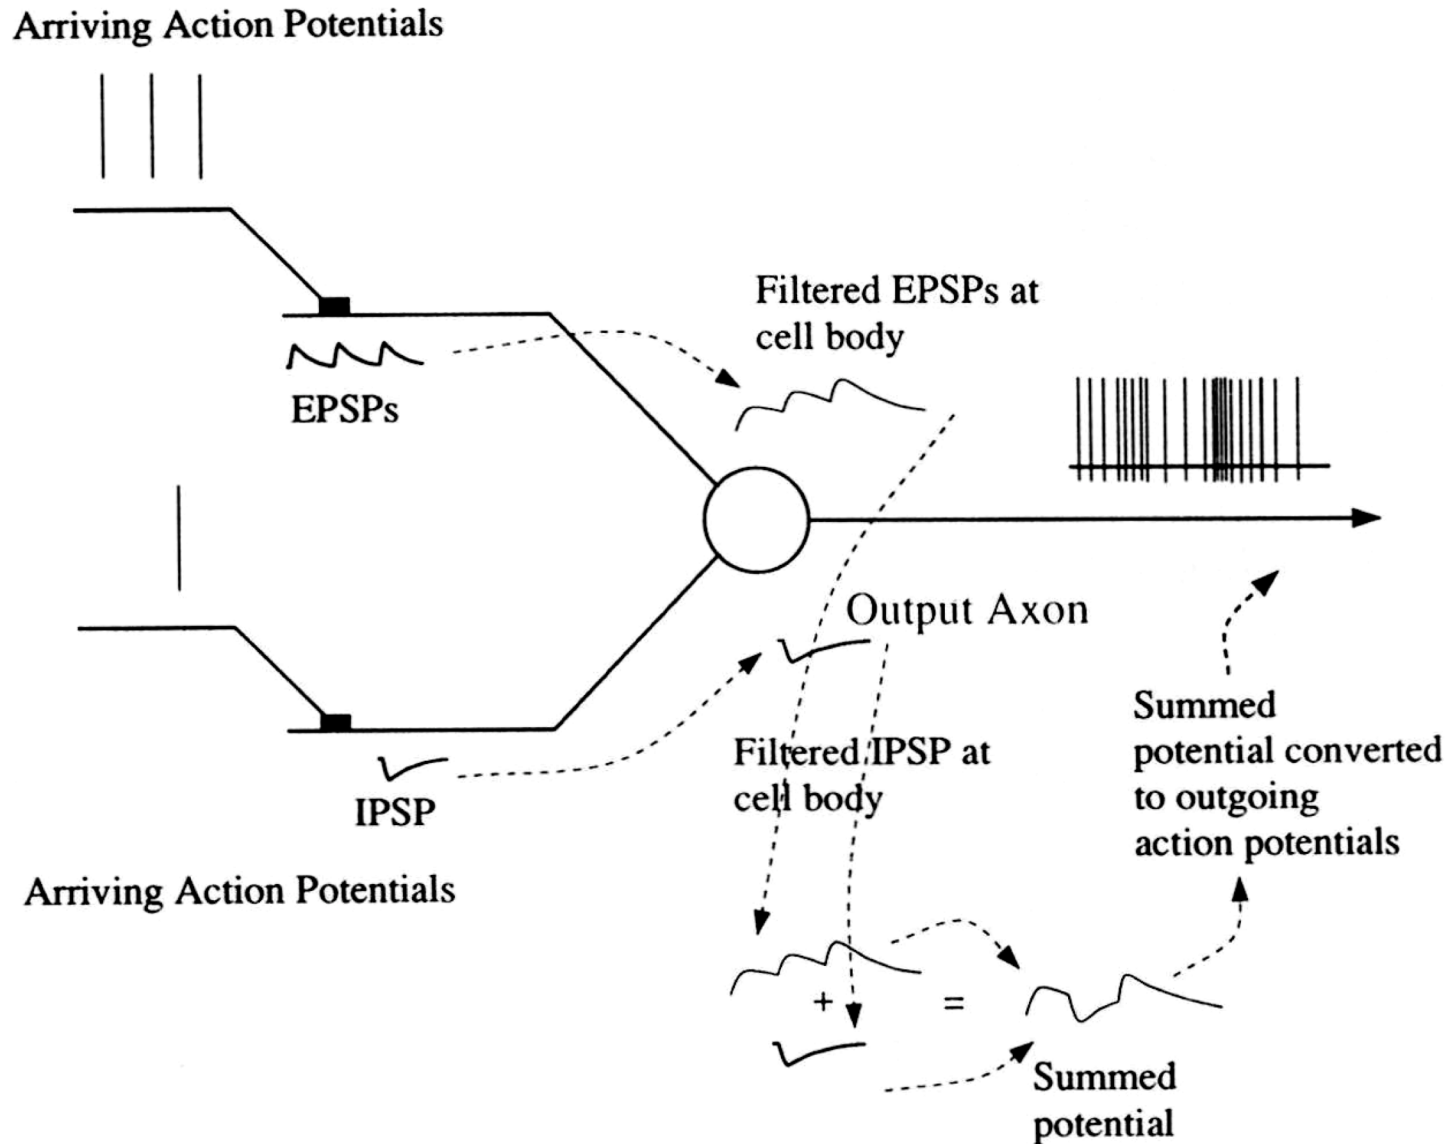 Arriving Action Potentials
Filtered EPSPs at
cell body
EPSPs
Output Axon
Summed
potential converted
to outgoing
action potentials
Filtered IPSP at
cell body
IPSP
Arriving Action Potentials
+ =
Summed
potential